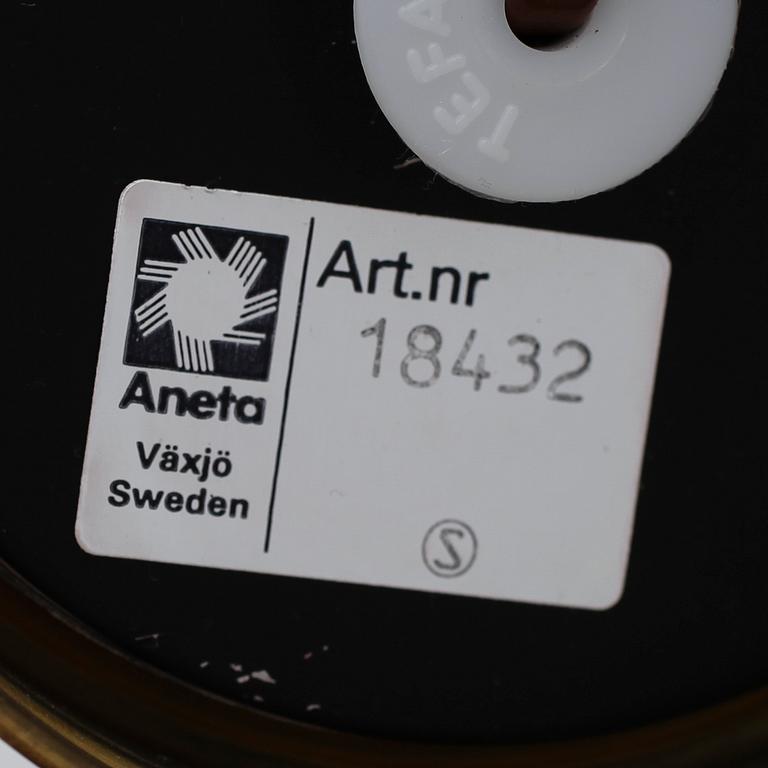 TEFA
Art.nr
18432
Aneta
Växjö
Sweden
S